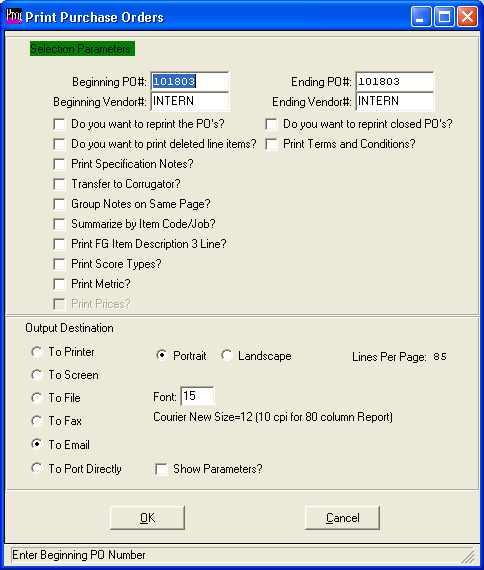 Print Purchase Orders
Selection Parameters
Beginning PO#: 101803 Ending PO#: 101803
Beginning Vendor#: INTERN Ending Vendor#: INTERN
Do you want to reprint the PO's? Do you want to reprint closed PO's?
Do you want to print deleted line items? Print Terms and Conditions?
Print Specification Notes?
Transfer to Corrugator?
Group Notes on Same Page?
Summarize by Item Code/Job?
Print FG Item Description 3 Line?
Print Score Types?
Print Metric?
Print Prices?
Output Destination
To Printer Portrait Landscape Lines Per Page: 85
To Screen
To File Font: 15
To Fax Courier New Size=12 (10 cpi for 80 column Report)
To Email
To Port Directly Show Parameters?
OK Cancel
Enter Beginning PO Number